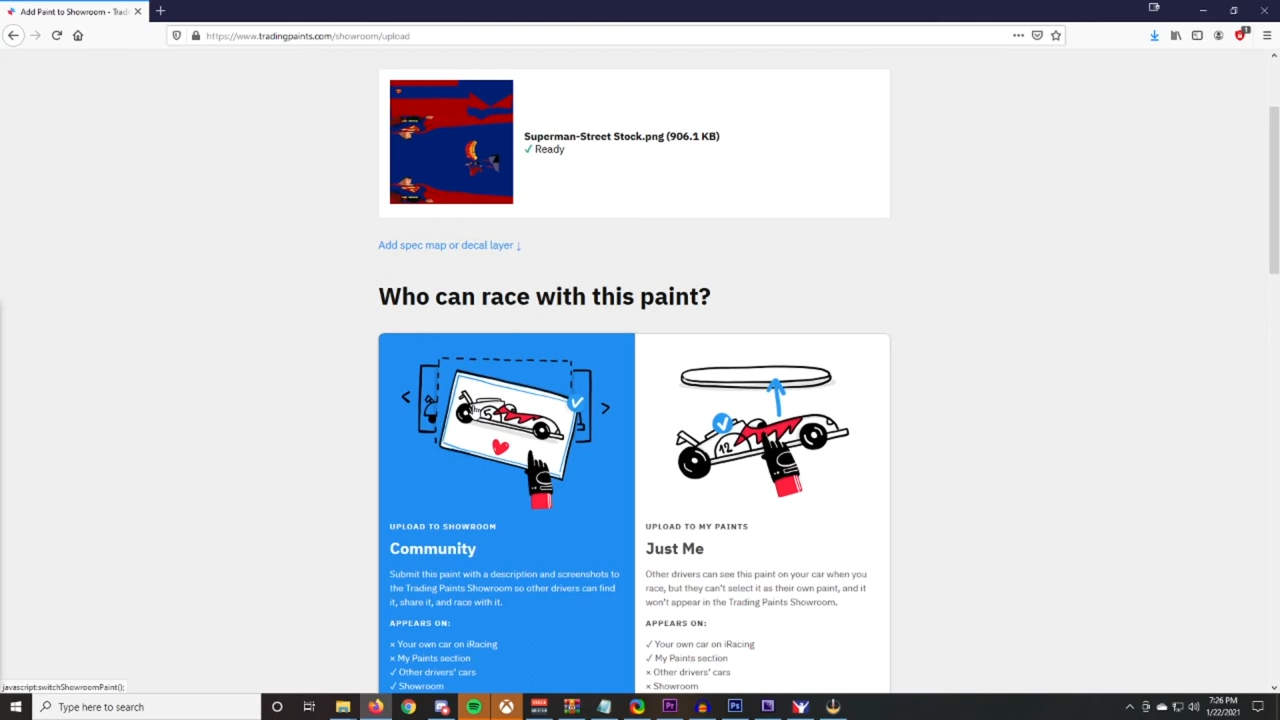 Add Paint to Showroom - Tradi
https://www.tradingpaints.com/showroom/upload
1
Superman-Street Stock.png (906.1 KB)
✓ Ready
Add spec map or decal layer ↓
Who can race with this paint?
5
12
UPLOAD TO SHOWROOM
Community
Submit this paint with a description and screenshots to
the Trading Paints Showroom so other drivers can find
it, share it, and race with it.
APPEARS ON:
× Your own car on iRacing
× My Paints section
✓ Other drivers' cars
✓ Showroom
UPLOAD TO MY PAINTS
Just Me
Other drivers can see this paint on your car when you
race, but they can't select it as their own paint, and it
won't appear in the Trading Paints Showroom.
APPEARS ON:
✓ Your own car on iRacing
✓ My Paints section
× Other drivers' cars
× Showroom
javascript:switchShowroomPaint();
Type here to search
Pr
Ps
7:26 PM
1/22/2021